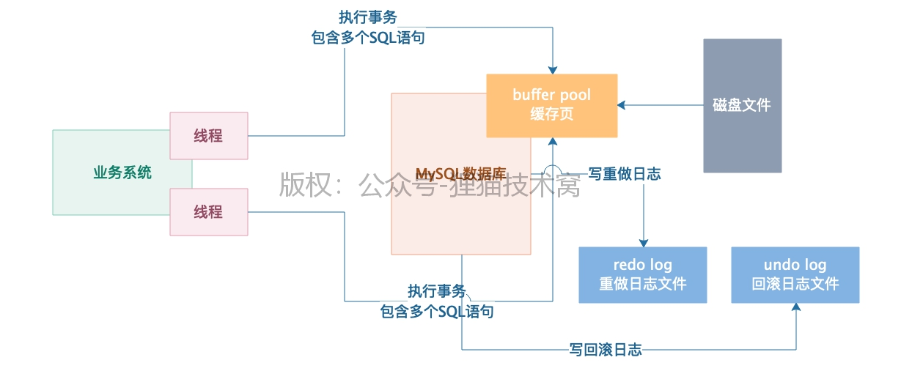 执行事务
包含多个SQL语句
buffer pool
缓存页
磁盘文件
线程
业务系统
MySQL数据库
写重做日志
版权：公众号-狸猫技术窝
线程
redo log
重做日志文件
undo log
回滚日志文件
执行事务
包含多个SQL语句
写回滚日志